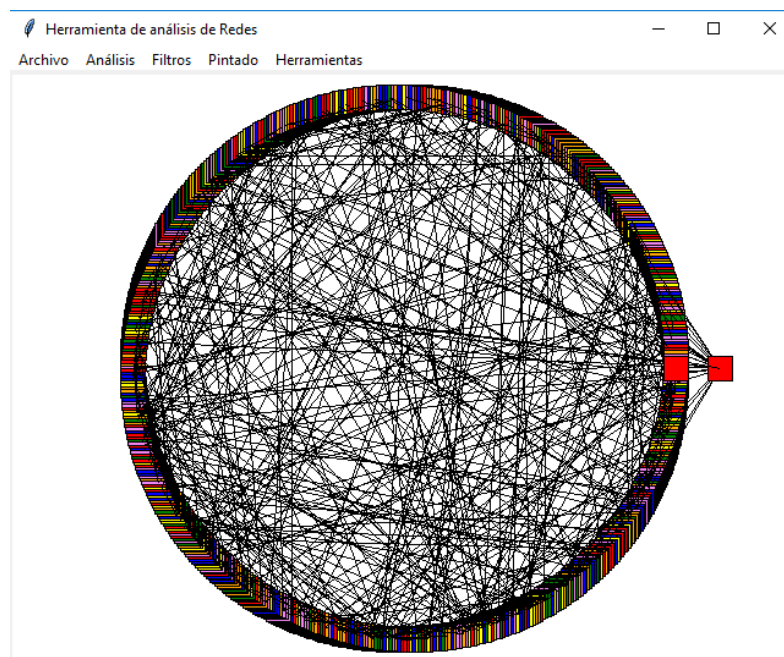 Herramienta de análisis de Redes
Archivo Análisis Filtros Pintado Herramientas